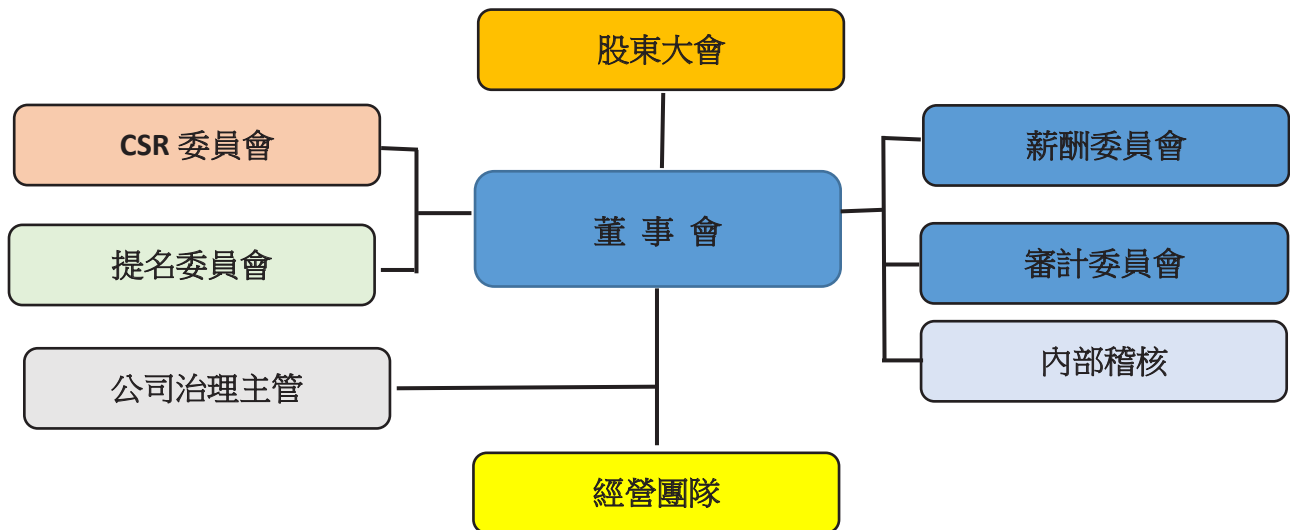 股東大會
CSR 委員會
薪酬委員會
董 事 會
提名委員會
審計委員會
公司治理主管
內部稽核
經營團隊